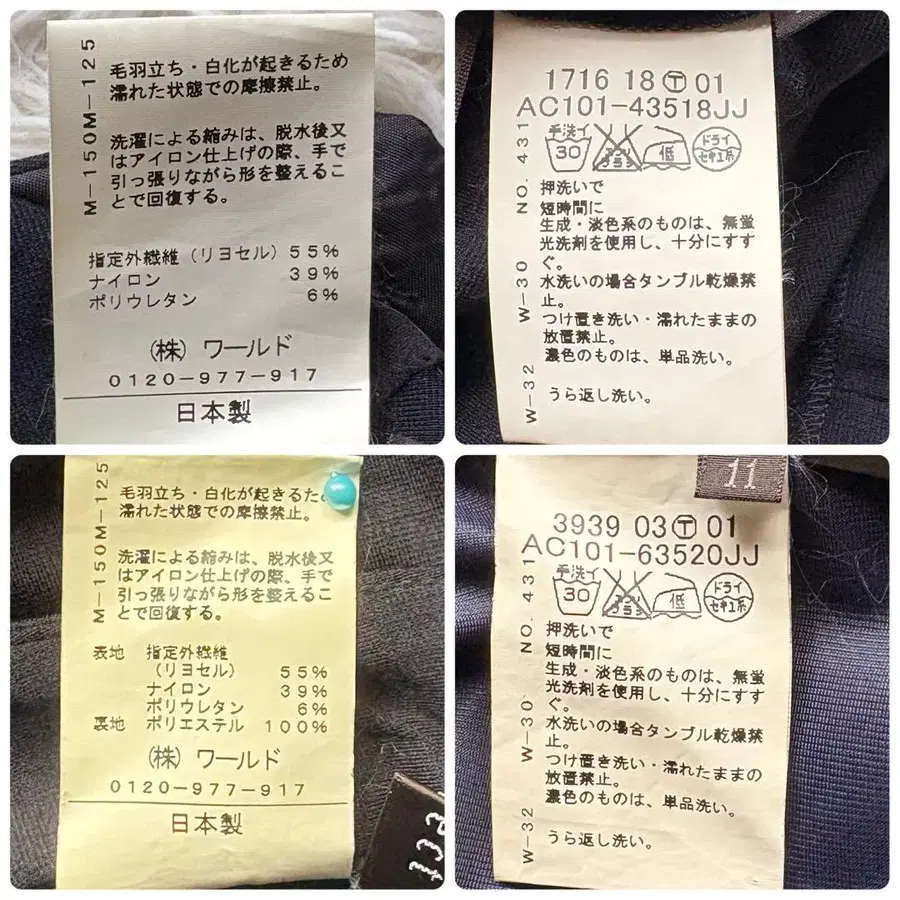 M-150M-125
毛羽立ち・白化が起きるため
濡れた状態での摩擦禁止。
洗濯による縮みは、脱水後又
はアイロン仕上げの際、手で
引っ張りながら形を整えるこ
とで回復する。
指定外繊維（リヨセル）55%
ナイロン 39%
ポリウレタン 6%
（株）ワールド
0120-977-917
日本製
1716 18 Ⓣ 01
AC101-43518JJ
手洗イ
30
エンソ
サラシ
低
ドライ
セキユ系
NO. 431
W-30
W-32
押洗いで
短時間に
生成・淡色系のものは、無蛍
光洗剤を使用し、十分にすす
ぐ。
水洗いの場合タンブル乾燥禁
止。
つけ置き洗い・濡れたままの
放置禁止。
濃色のものは、単品洗い。
うら返し洗い。
M-150M-125
毛羽立ち・白化が起きるため
濡れた状態での摩擦禁止。
洗濯による縮みは、脱水後又
はアイロン仕上げの際、手で
引っ張りながら形を整えるこ
とで回復する。
表地 指定外繊維
（リヨセル） 55%
ナイロン 39%
ポリウレタン 6%
裏地 ポリエステル 100%
（株）ワールド
0120-977-917
日本製
11
3939 03 Ⓣ 01
AC101-63520JJ
手洗イ
30
エンソ
サラシ
低
ドライ
セキユ系
NO. 431
W-30
W-32
押洗いで
短時間に
生成・淡色系のものは、無蛍
光洗剤を使用し、十分にすす
ぐ。
水洗いの場合タンブル乾燥禁
止。
つけ置き洗い・濡れたままの
放置禁止。
濃色のものは、単品洗い。
うら返し洗い。